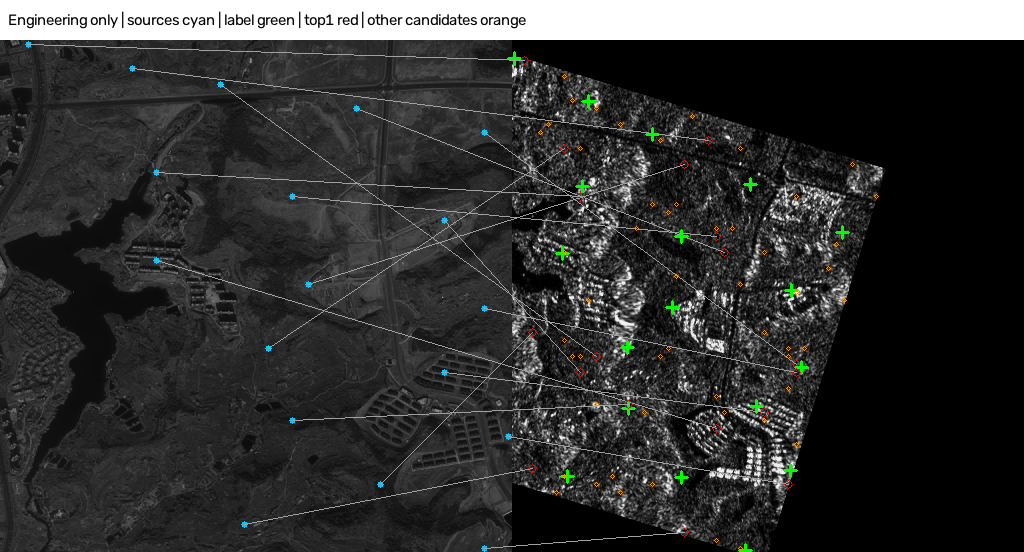 Engineering only | sources cyan | label green | top1 red | other candidates orange